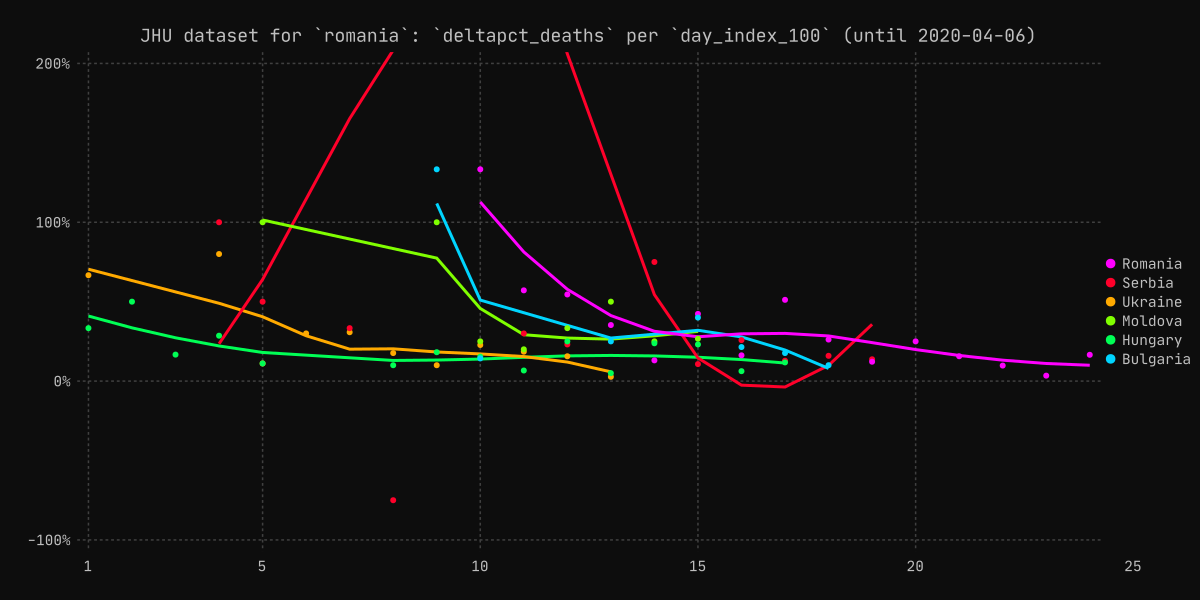 JHU dataset for `romania`: `deltapct_deaths` per `day_index_100` (until 2020-04-06)
200%
100%
0%
-100%
1 5 10 15 20 25
Romania
Serbia
Ukraine
Moldova
Hungary
Bulgaria